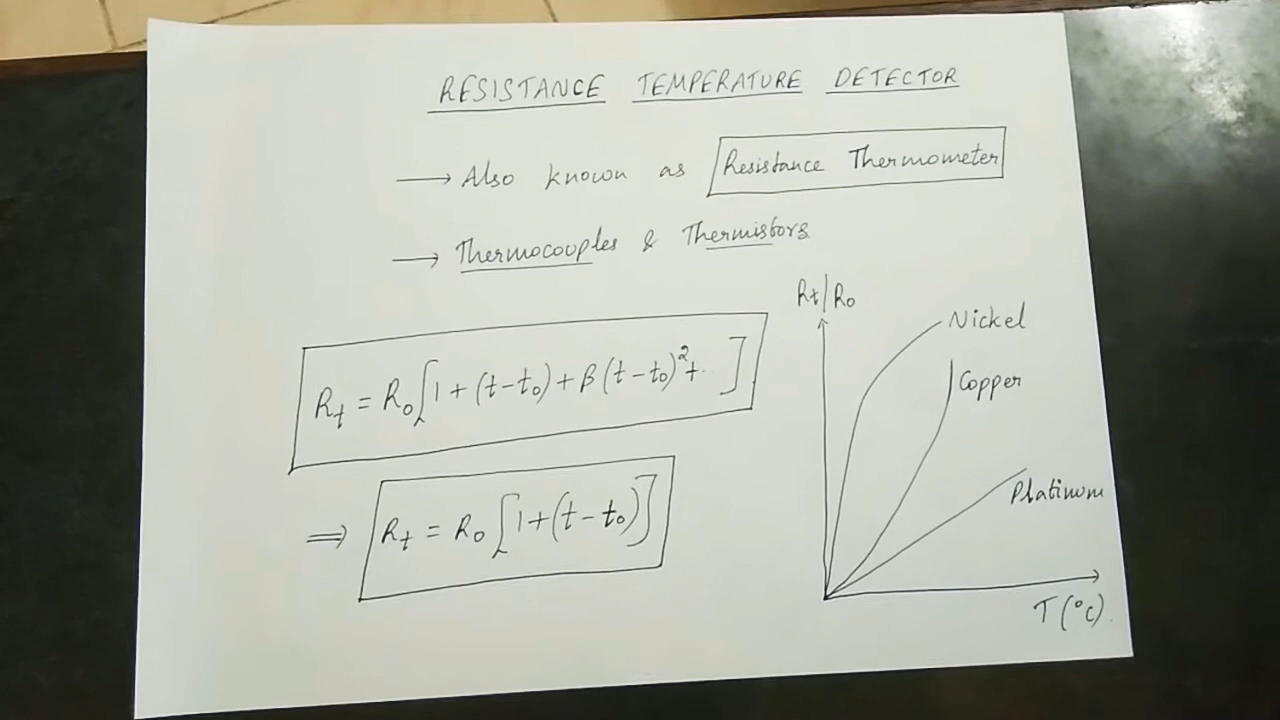 RESISTANCE TEMPERATURE DETECTOR
→ Also known as Resistance Thermometer
→ Thermocouples & Thermistors
Rt/Ro
Nickel
Copper
Rt = Ro[1+(t-to)+β(t-to)²+..]
Platinum
⇒ Rt = Ro[1+(t-to)]
T(°c)